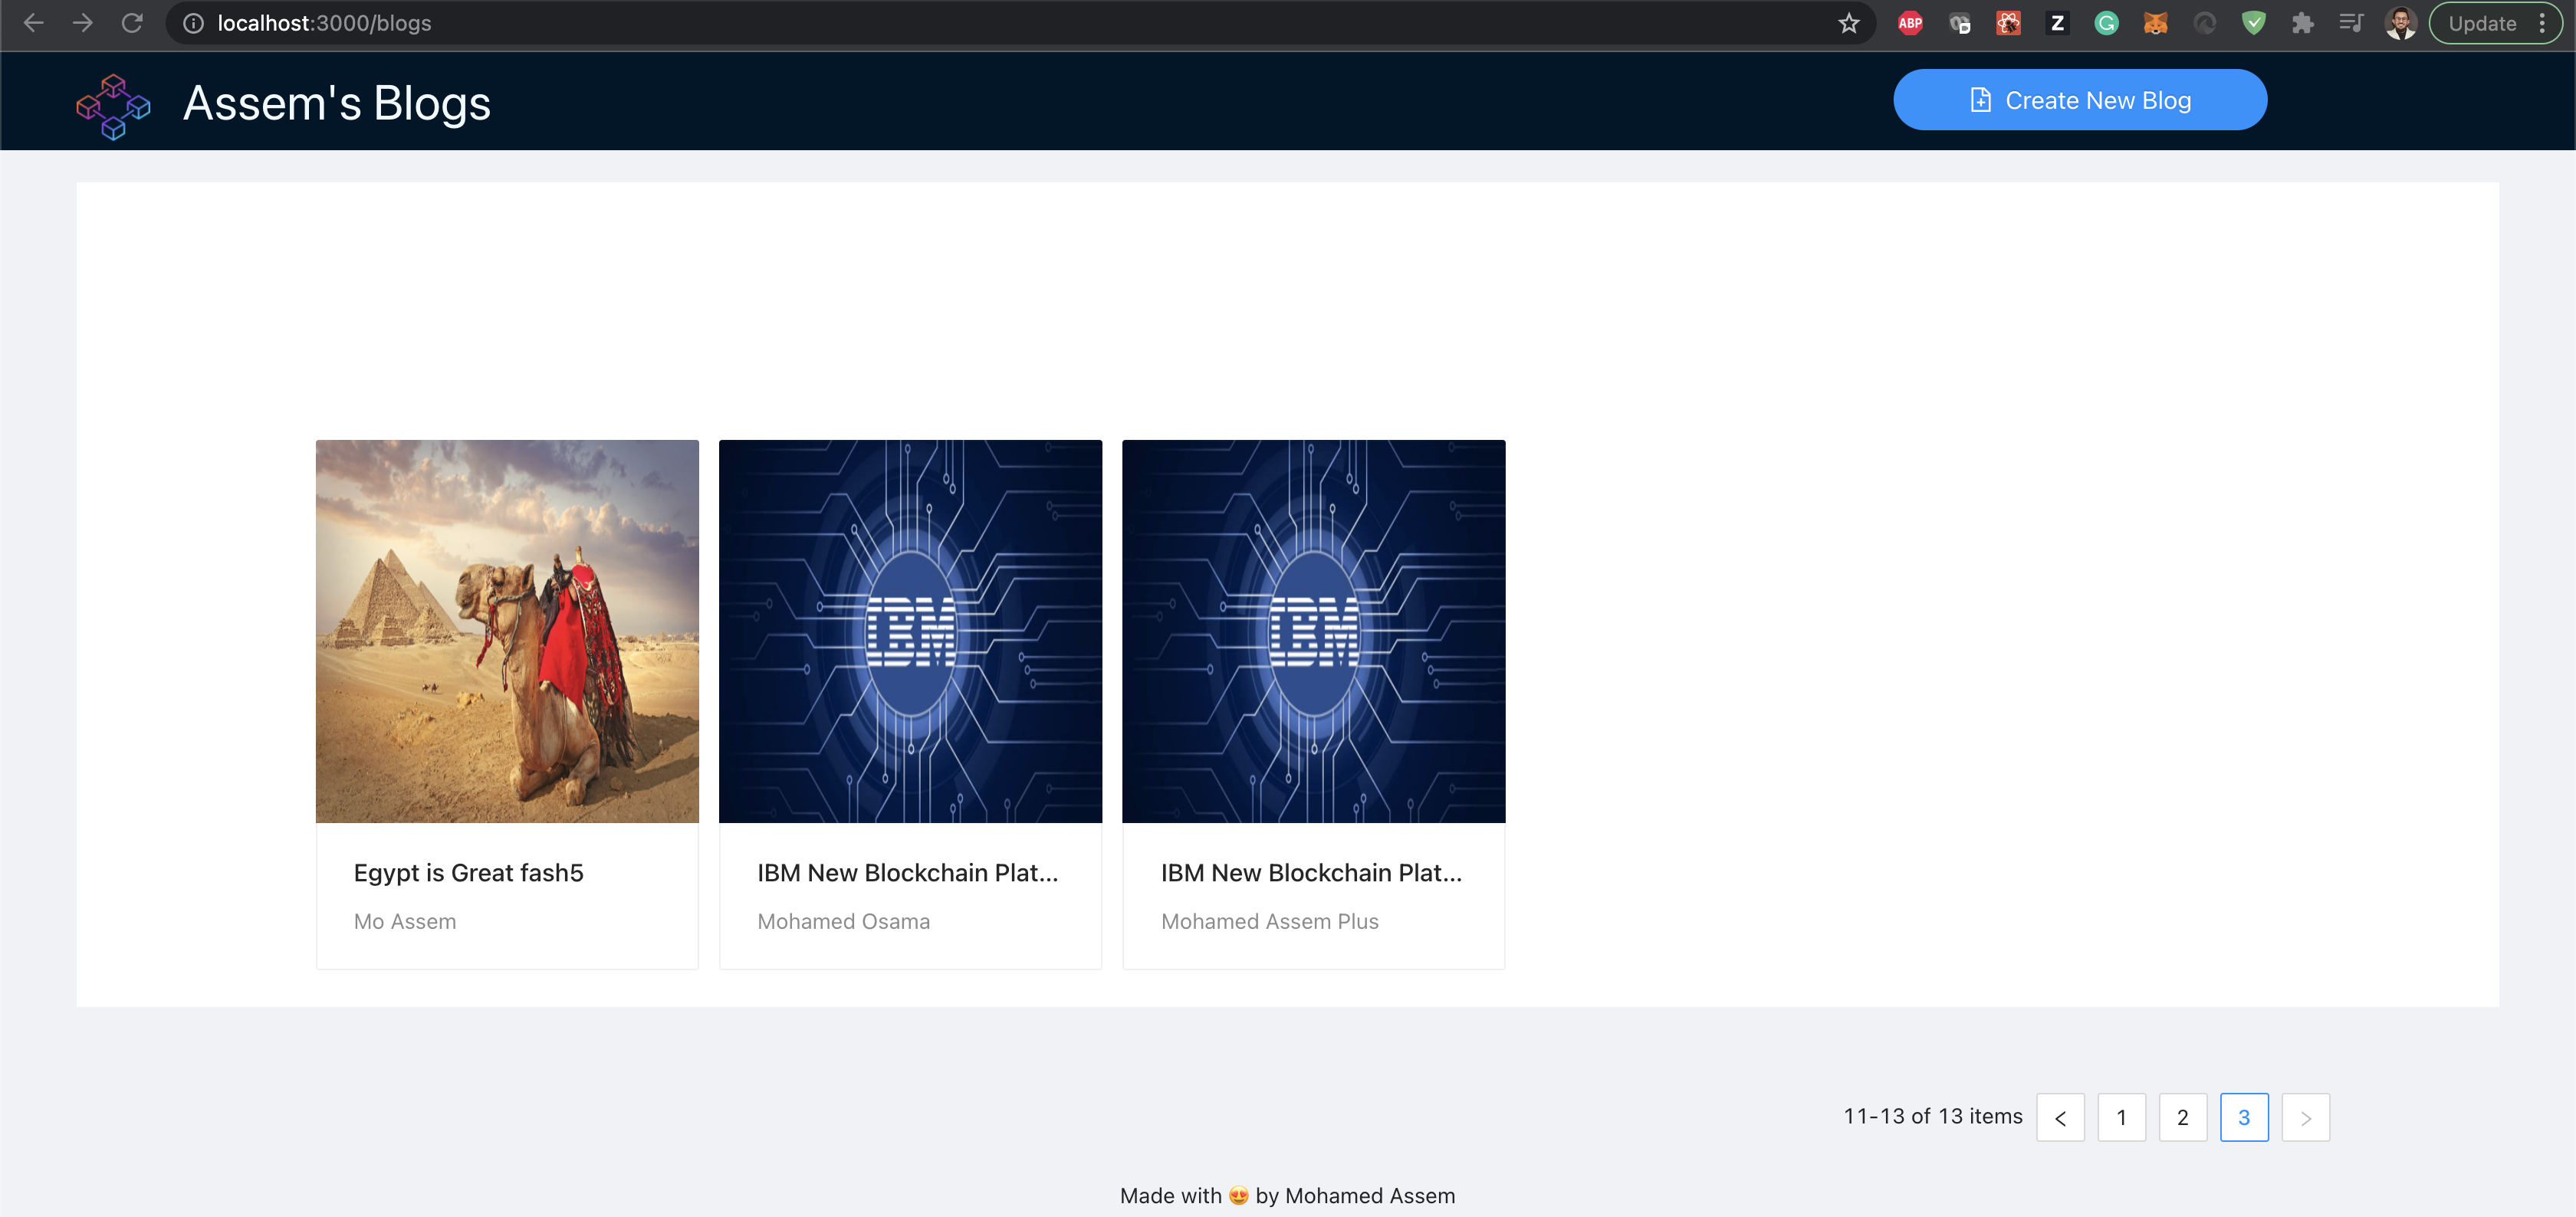 localhost:3000/blogs
ABP
Z
G
Update
Assem's Blogs
Create New Blog
IBM
IBM
Egypt is Great fash5
IBM New Blockchain Plat...
IBM New Blockchain Plat...
Mo Assem
Mohamed Osama
Mohamed Assem Plus
11-13 of 13 items < 1 2 3 >
Made with 😍 by Mohamed Assem